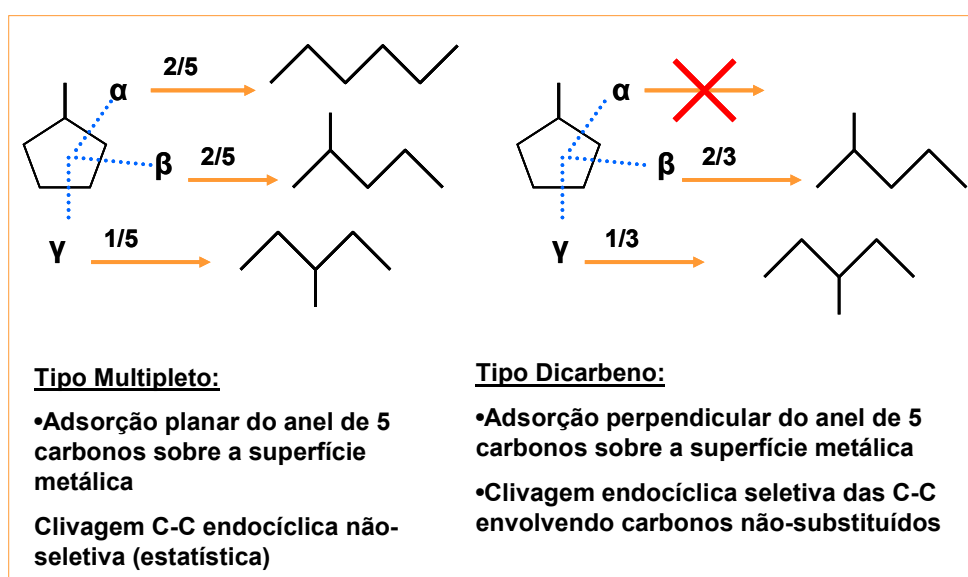 α
2/5
β
2/5
γ
1/5
Tipo Multipleto:
•Adsorção planar do anel de 5
carbonos sobre a superfície
metálica
Clivagem C-C endocíclica não-
seletiva (estatística)
α
β
2/3
γ
1/3
Tipo Dicarbeno:
•Adsorção perpendicular do anel de 5
carbonos sobre a superfície metálica
•Clivagem endocíclica seletiva das C-C
envolvendo carbonos não-substituídos